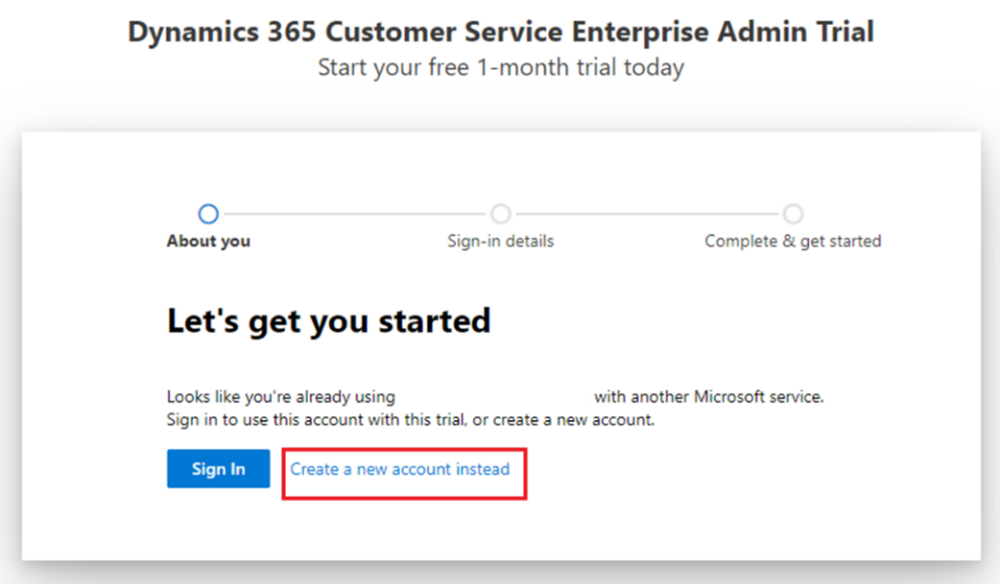 Dynamics 365 Customer Service Enterprise Admin Trial
Start your free 1-month trial today
About you
Sign-in details
Complete & get started
Let's get you started
Looks like you're already using with another Microsoft service.
Sign in to use this account with this trial, or create a new account.
Sign In
Create a new account instead